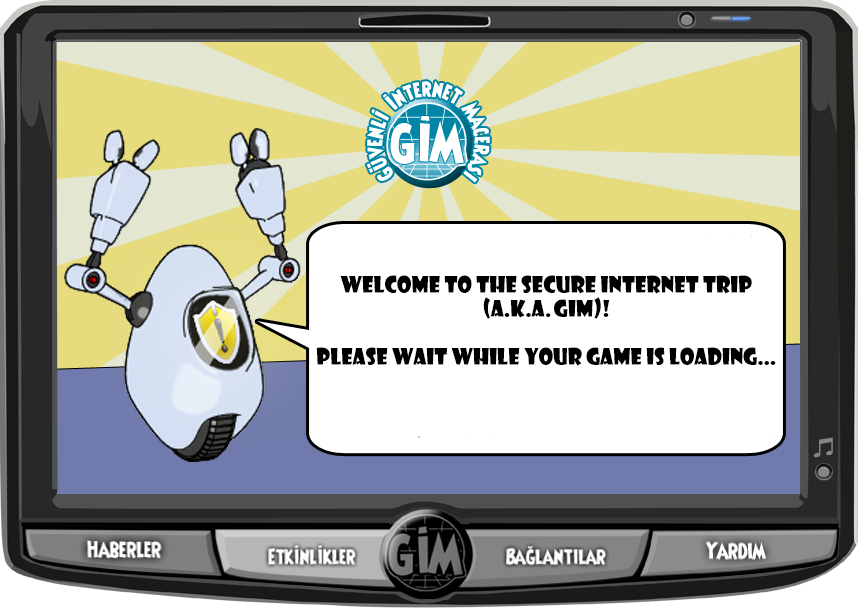 GÜVENLİ İNTERNET MACERASI
GİM
WELCOME TO THE SECURE INTERNET TRIP
(A.K.A. GIM)!
PLEASE WAIT WHILE YOUR GAME IS LOADING...
HABERLER
ETKİNLİKLER
GİM
BAĞLANTILAR
YARDIM